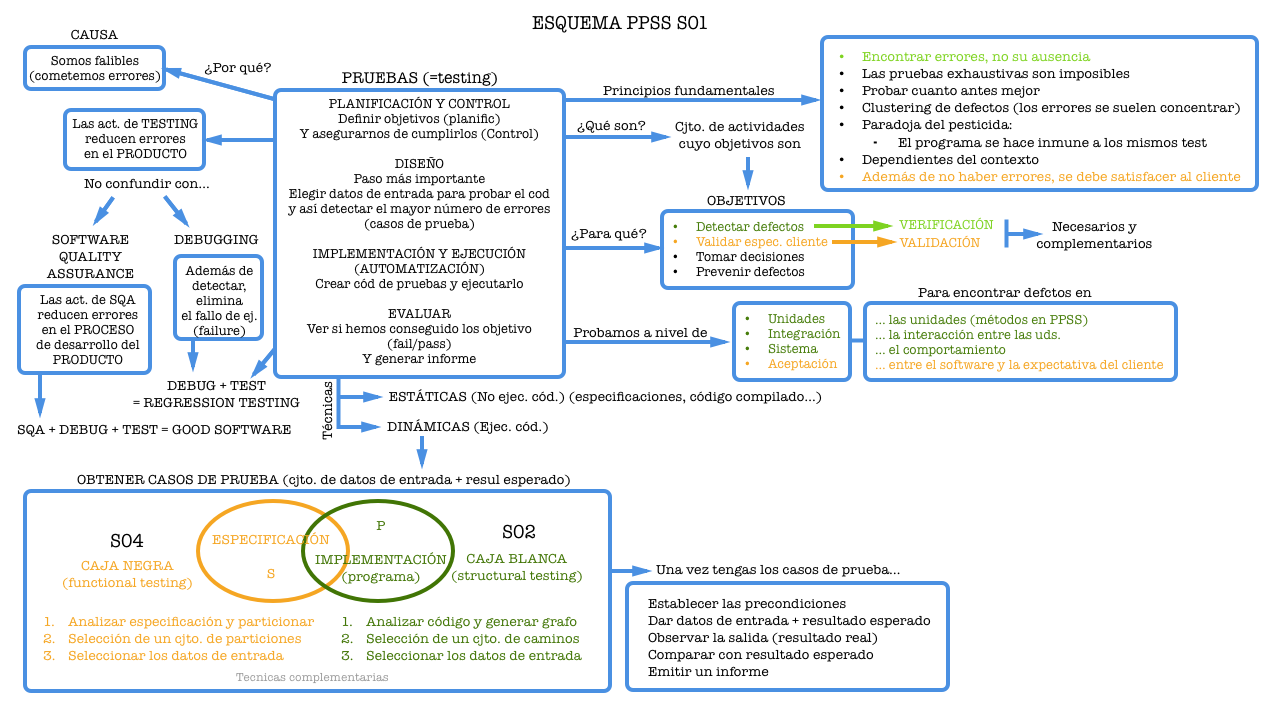 ESQUEMA PPSS S01
CAUSA
Somos falibles
(cometemos errores)
¿Por qué?
Las act. de TESTING
reducen errores
en el PRODUCTO
No confundir con...
SOFTWARE
QUALITY
ASSURANCE
Las act. de SQA
reducen errores
en el PROCESO
de desarrollo del
PRODUCTO
DEBUGGING
Además de
detectar,
elimina
el fallo de ej.
(failure)
DEBUG + TEST
= REGRESSION TESTING
SQA + DEBUG + TEST = GOOD SOFTWARE
PRUEBAS (=testing)
PLANIFICACIÓN Y CONTROL
Definir objetivos (planific)
Y asegurarnos de cumplirlos (Control)
DISEÑO
Paso más importante
Elegir datos de entrada para probar el cod
y así detectar el mayor número de errores
(casos de prueba)
IMPLEMENTACIÓN Y EJECUCIÓN
(AUTOMATIZACIÓN)
Crear cód de pruebas y ejecutarlo
EVALUAR
Ver si hemos conseguido los objetivo
(fail/pass)
Y generar informe
Principios fundamentales
• Encontrar errores, no su ausencia
• Las pruebas exhaustivas son imposibles
• Probar cuanto antes mejor
• Clustering de defectos (los errores se suelen concentrar)
• Paradoja del pesticida:
- El programa se hace inmune a los mismos test
• Dependientes del contexto
• Además de no haber errores, se debe satisfacer al cliente
¿Qué son?
Cjto. de actividades
cuyo objetivos son
OBJETIVOS
¿Para qué?
• Detectar defectos
• Validar espec. cliente
• Tomar decisiones
• Prevenir defectos
VERIFICACIÓN
VALIDACIÓN
Necesarios y
complementarios
Probamos a nivel de
• Unidades
• Integración
• Sistema
• Aceptación
Para encontrar defctos en
... las unidades (métodos en PPSS)
... la interacción entre las uds.
... el comportamiento
... entre el software y la expectativa del cliente
Técnicas
ESTÁTICAS (No ejec. cód.) (especificaciones, código compilado...)
DINÁMICAS (Ejec. cód.)
OBTENER CASOS DE PRUEBA (cjto. de datos de entrada + resul esperado)
S04
CAJA NEGRA
(functional testing)
ESPECIFICACIÓN
S
P
IMPLEMENTACIÓN
(programa)
S02
CAJA BLANCA
(structural testing)
1. Analizar especificación y particionar
2. Selección de un cjto. de particiones
3. Seleccionar los datos de entrada
1. Analizar código y generar grafo
2. Selección de un cjto. de caminos
3. Seleccionar los datos de entrada
Tecnicas complementarias
Una vez tengas los casos de prueba...
Establecer las precondiciones
Dar datos de entrada + resultado esperado
Observar la salida (resultado real)
Comparar con resultado esperado
Emitir un informe